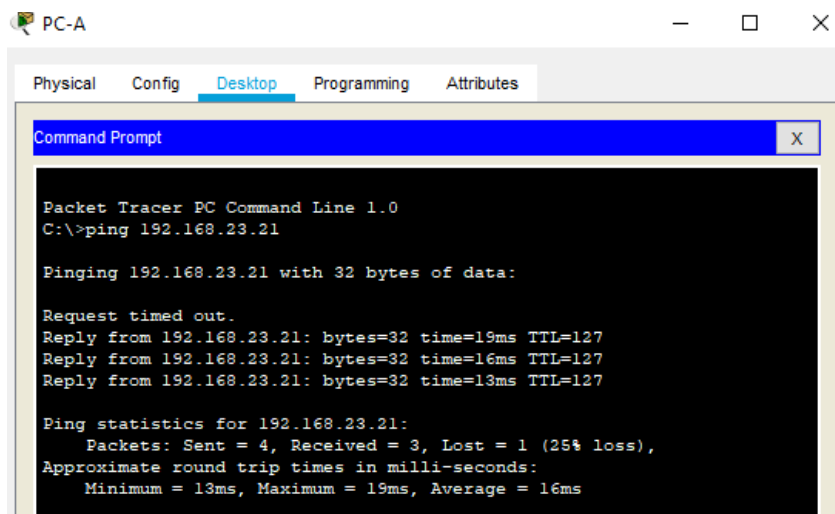 PC-A
Physical Config Desktop Programming Attributes
Command Prompt
X
Packet Tracer PC Command Line 1.0
C:\>ping 192.168.23.21
Pinging 192.168.23.21 with 32 bytes of data:
Request timed out.
Reply from 192.168.23.21: bytes=32 time=19ms TTL=127
Reply from 192.168.23.21: bytes=32 time=16ms TTL=127
Reply from 192.168.23.21: bytes=32 time=13ms TTL=127
Ping statistics for 192.168.23.21:
Packets: Sent = 4, Received = 3, Lost = 1 (25% loss),
Approximate round trip times in milli-seconds:
Minimum = 13ms, Maximum = 19ms, Average = 16ms